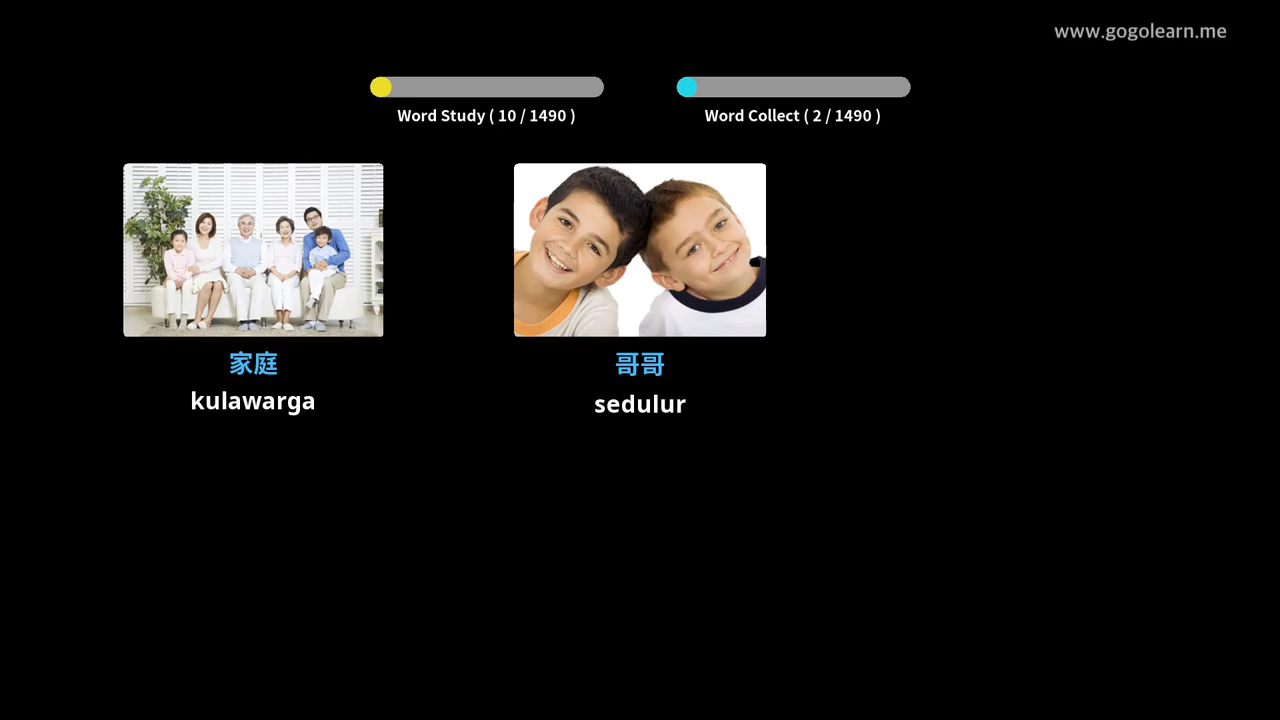 www.gogolearn.me
Word Study ( 10 / 1490 )
Word Collect ( 2 / 1490 )
家庭
kulawarga
哥哥
sedulur